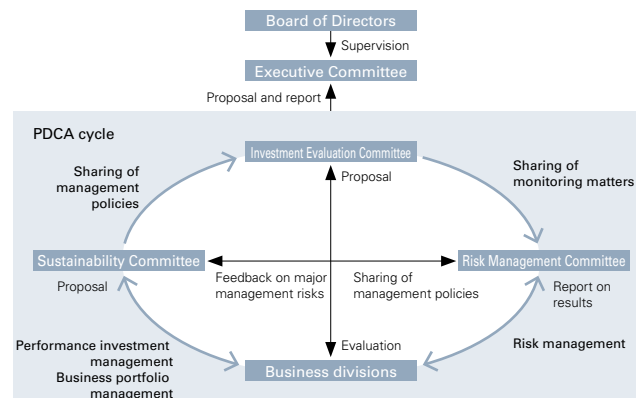 Board of Directors
Supervision
Executive Committee
Proposal and report
PDCA cycle
Investment Evaluation Committee
Sharing of
management
policies
Proposal
Sharing of
monitoring matters
Sustainability Committee
Risk Management Committee
Proposal
Feedback on major
management risks
Sharing of
management policies
Report on
results
Performance investment
management
Business portfolio
management
Evaluation
Risk management
Business divisions